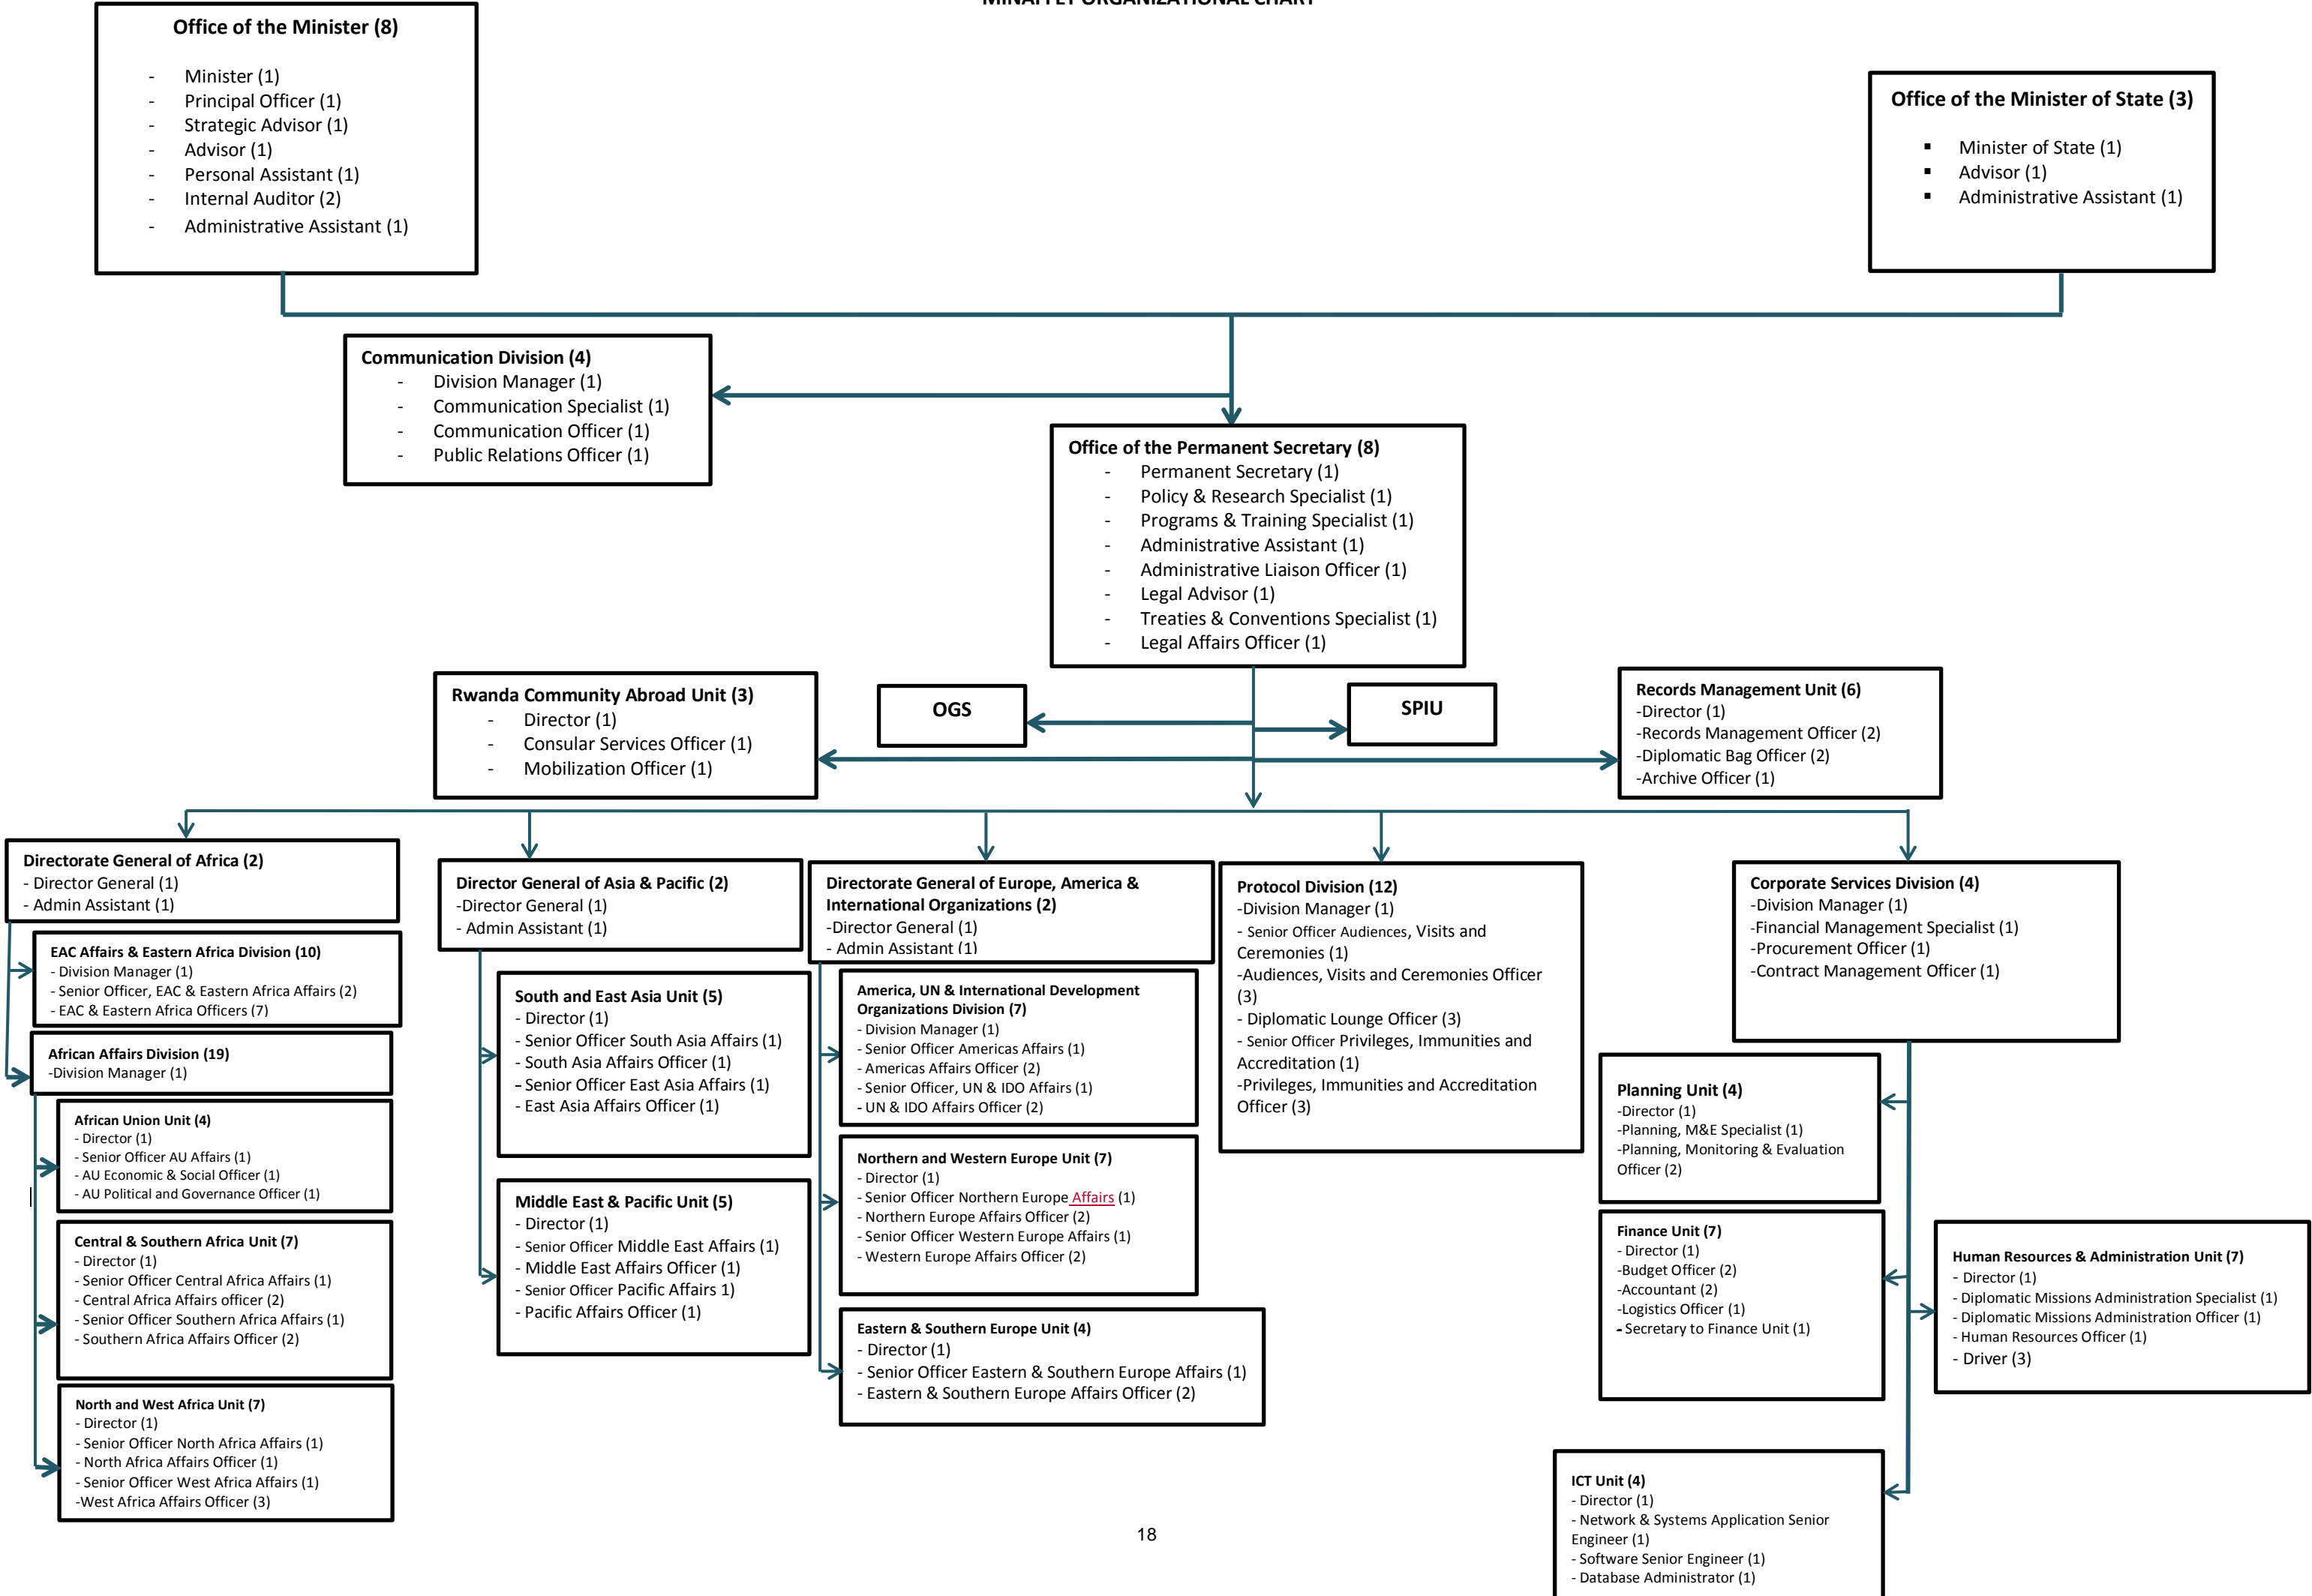 MINAFFET ORGANIZATIONAL CHART
Office of the Minister (8)
- Minister (1)
- Principal Officer (1)
- Strategic Advisor (1)
- Advisor (1)
- Personal Assistant (1)
- Internal Auditor (2)
- Administrative Assistant (1)
Office of the Minister of State (3)
▪ Minister of State (1)
▪ Advisor (1)
▪ Administrative Assistant (1)
Communication Division (4)
- Division Manager (1)
- Communication Specialist (1)
- Communication Officer (1)
- Public Relations Officer (1)
Office of the Permanent Secretary (8)
- Permanent Secretary (1)
- Policy & Research Specialist (1)
- Programs & Training Specialist (1)
- Administrative Assistant (1)
- Administrative Liaison Officer (1)
- Legal Advisor (1)
- Treaties & Conventions Specialist (1)
- Legal Affairs Officer (1)
Rwanda Community Abroad Unit (3)
- Director (1)
- Consular Services Officer (1)
- Mobilization Officer (1)
OGS
SPIU
Records Management Unit (6)
-Director (1)
-Records Management Officer (2)
-Diplomatic Bag Officer (2)
-Archive Officer (1)
Directorate General of Africa (2)
- Director General (1)
- Admin Assistant (1)
EAC Affairs & Eastern Africa Division (10)
- Division Manager (1)
- Senior Officer, EAC & Eastern Africa Affairs (2)
- EAC & Eastern Africa Officers (7)
African Affairs Division (19)
-Division Manager (1)
African Union Unit (4)
- Director (1)
- Senior Officer AU Affairs (1)
- AU Economic & Social Officer (1)
- AU Political and Governance Officer (1)
Central & Southern Africa Unit (7)
- Director (1)
- Senior Officer Central Africa Affairs (1)
- Central Africa Affairs officer (2)
- Senior Officer Southern Africa Affairs (1)
- Southern Africa Affairs Officer (2)
North and West Africa Unit (7)
- Director (1)
- Senior Officer North Africa Affairs (1)
- North Africa Affairs Officer (1)
- Senior Officer West Africa Affairs (1)
-West Africa Affairs Officer (3)
Director General of Asia & Pacific (2)
-Director General (1)
- Admin Assistant (1)
South and East Asia Unit (5)
- Director (1)
- Senior Officer South Asia Affairs (1)
- South Asia Affairs Officer (1)
- Senior Officer East Asia Affairs (1)
- East Asia Affairs Officer (1)
Middle East & Pacific Unit (5)
- Director (1)
- Senior Officer Middle East Affairs (1)
- Middle East Affairs Officer (1)
- Senior Officer Pacific Affairs 1)
- Pacific Affairs Officer (1)
Directorate General of Europe, America &
International Organizations (2)
-Director General (1)
- Admin Assistant (1)
America, UN & International Development
Organizations Division (7)
- Division Manager (1)
- Senior Officer Americas Affairs (1)
- Americas Affairs Officer (2)
- Senior Officer, UN & IDO Affairs (1)
- UN & IDO Affairs Officer (2)
Northern and Western Europe Unit (7)
- Director (1)
- Senior Officer Northern Europe Affairs (1)
- Northern Europe Affairs Officer (2)
- Senior Officer Western Europe Affairs (1)
- Western Europe Affairs Officer (2)
Eastern & Southern Europe Unit (4)
- Director (1)
- Senior Officer Eastern & Southern Europe Affairs (1)
- Eastern & Southern Europe Affairs Officer (2)
Protocol Division (12)
-Division Manager (1)
- Senior Officer Audiences, Visits and
Ceremonies (1)
-Audiences, Visits and Ceremonies Officer
(3)
- Diplomatic Lounge Officer (3)
- Senior Officer Privileges, Immunities and
Accreditation (1)
-Privileges, Immunities and Accreditation
Officer (3)
Corporate Services Division (4)
-Division Manager (1)
-Financial Management Specialist (1)
-Procurement Officer (1)
-Contract Management Officer (1)
Planning Unit (4)
-Director (1)
-Planning, M&E Specialist (1)
-Planning, Monitoring & Evaluation
Officer (2)
Finance Unit (7)
- Director (1)
-Budget Officer (2)
-Accountant (2)
-Logistics Officer (1)
- Secretary to Finance Unit (1)
Human Resources & Administration Unit (7)
- Director (1)
- Diplomatic Missions Administration Specialist (1)
- Diplomatic Missions Administration Officer (1)
- Human Resources Officer (1)
- Driver (3)
ICT Unit (4)
- Director (1)
- Network & Systems Application Senior
Engineer (1)
- Software Senior Engineer (1)
- Database Administrator (1)
18